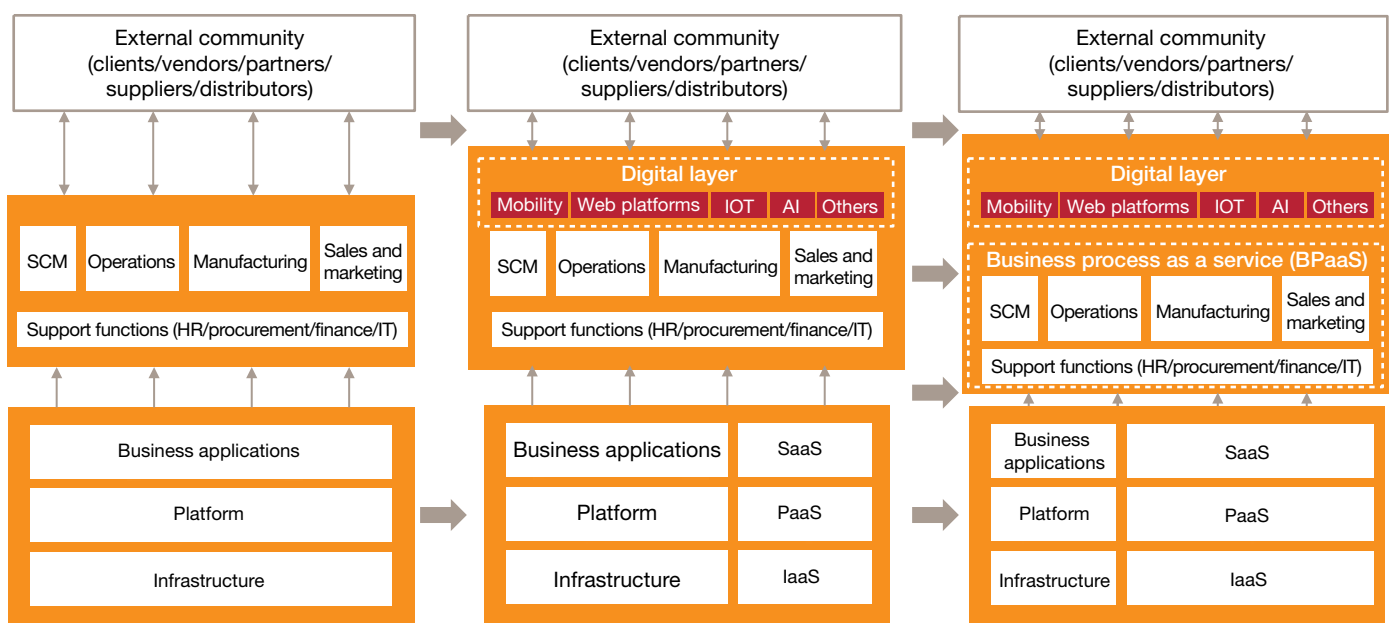 External community
(clients/vendors/partners/
suppliers/distributors)
SCM
Operations
Manufacturing
Sales and
marketing
Support functions (HR/procurement/finance/IT)
Business applications
Platform
Infrastructure
External community
(clients/vendors/partners/
suppliers/distributors)
Digital layer
Mobility
Web platforms
IOT
AI
Others
SCM
Operations
Manufacturing
Sales and
marketing
Support functions (HR/procurement/finance/IT)
Business applications
SaaS
Platform
PaaS
Infrastructure
IaaS
External community
(clients/vendors/partners/
suppliers/distributors)
Digital layer
Mobility
Web platforms
IOT
AI
Others
Business process as a service (BPaaS)
SCM
Operations
Manufacturing
Sales and
marketing
Support functions (HR/procurement/finance/IT)
Business
applications
SaaS
Platform
PaaS
Infrastructure
IaaS